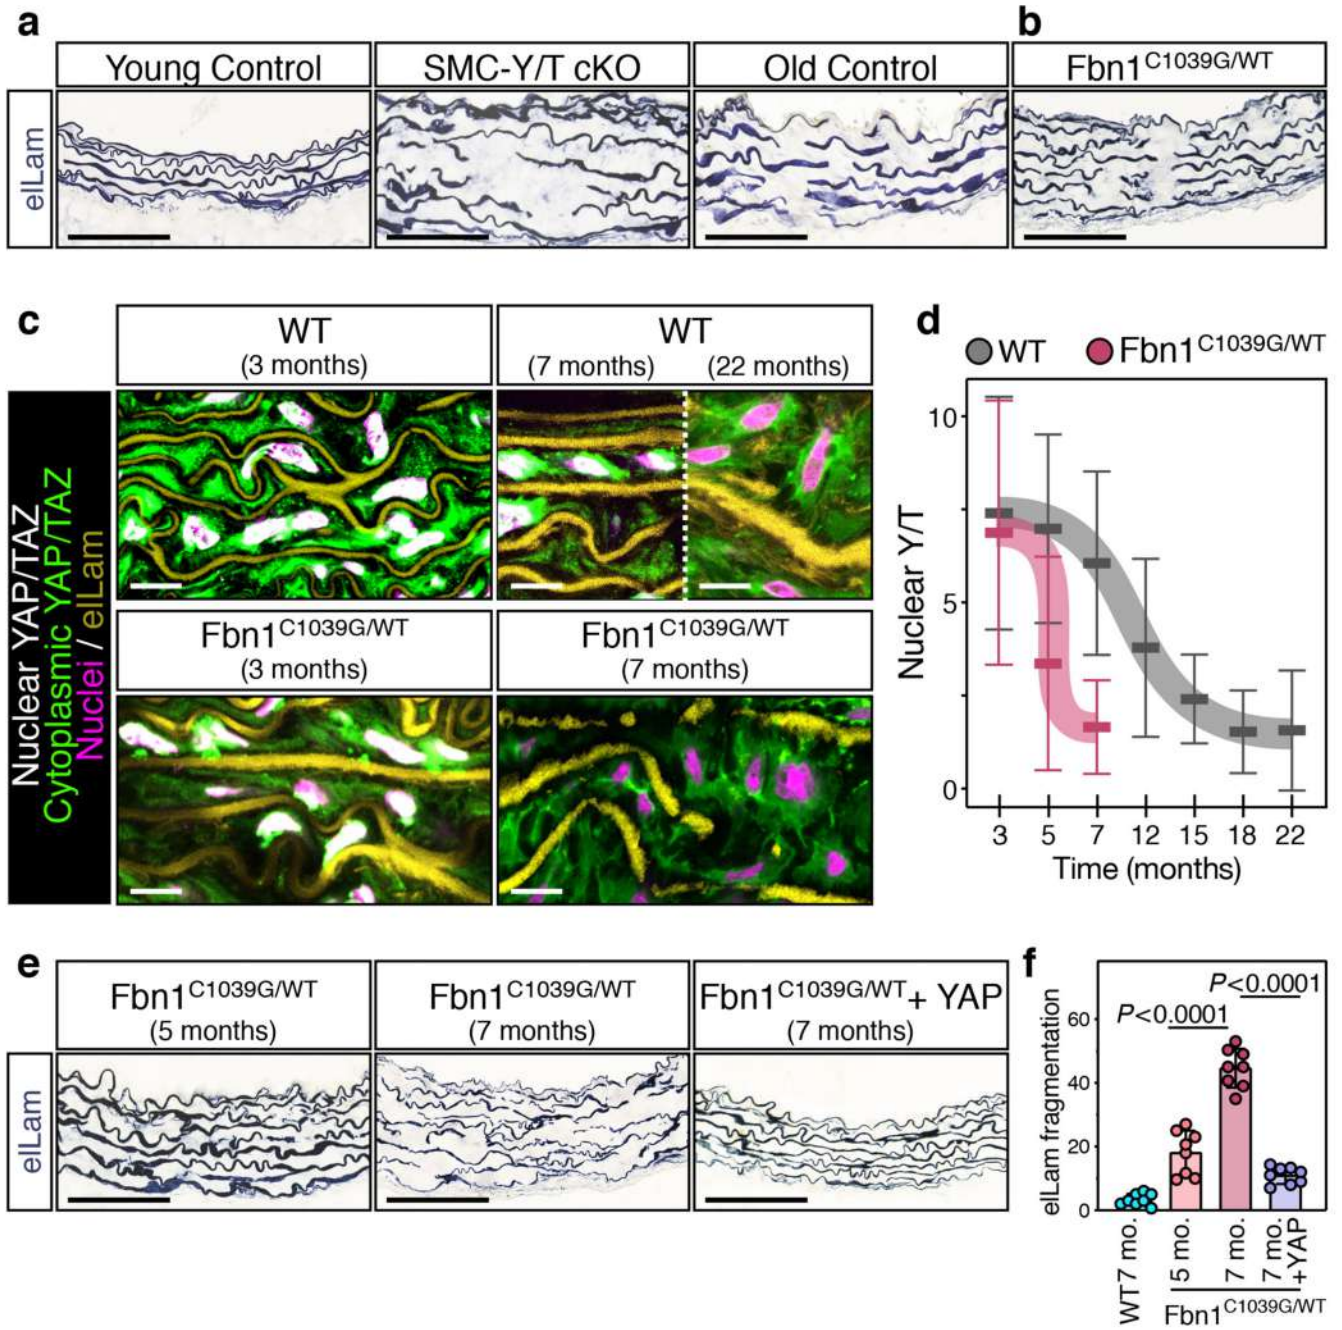 a
b
Young Control
SMC-Y/T cKO
Old Control
Fbn1C1039G/WT
elLam
c
d
WT
(3 months)
WT
(7 months)
(22 months)
WT
Fbn1C1039G/WT
Nuclear YAP/TAZ
Cytoplasmic YAP/TAZ
Nuclei / elLam
Fbn1C1039G/WT
(3 months)
Fbn1C1039G/WT
(7 months)
Nuclear Y/T
10
5
0
3 5 7 12 15 18 22
Time (months)
e
f
Fbn1C1039G/WT
(5 months)
Fbn1C1039G/WT
(7 months)
Fbn1C1039G/WT + YAP
(7 months)
elLam
elLam fragmentation
P<0.0001
P<0.0001
60
40
20
0
WT 7 mo.
5 mo.
7 mo.
7 mo.
+YAP
Fbn1C1039G/WT